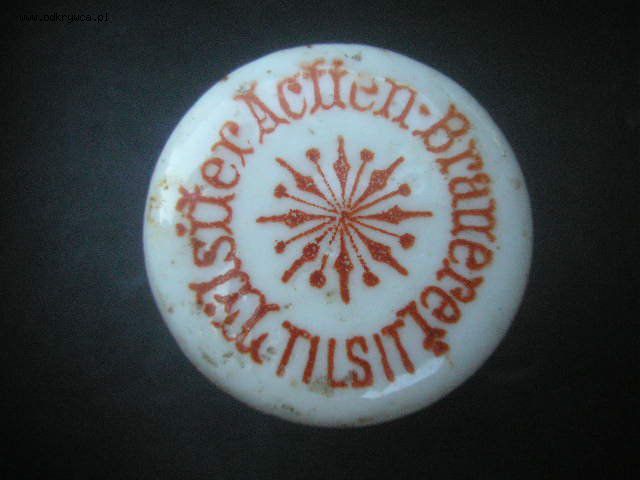 www.odkrywca.pl
Tilsiter Actien-Brauerei
TILSIT